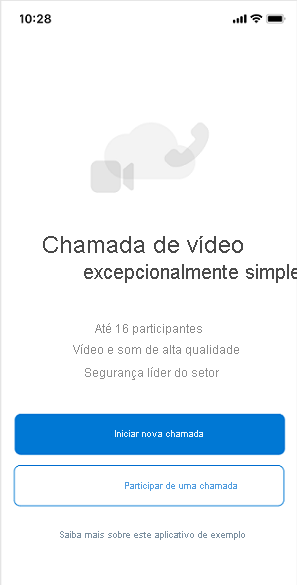 10:28
Chamada de vídeo
excepcionalmente simple
Até 16 participantes
Vídeo e som de alta qualidade
Segurança líder do setor
Iniciar nova chamada
Participar de uma chamada
Saiba mais sobre este aplicativo de exemplo